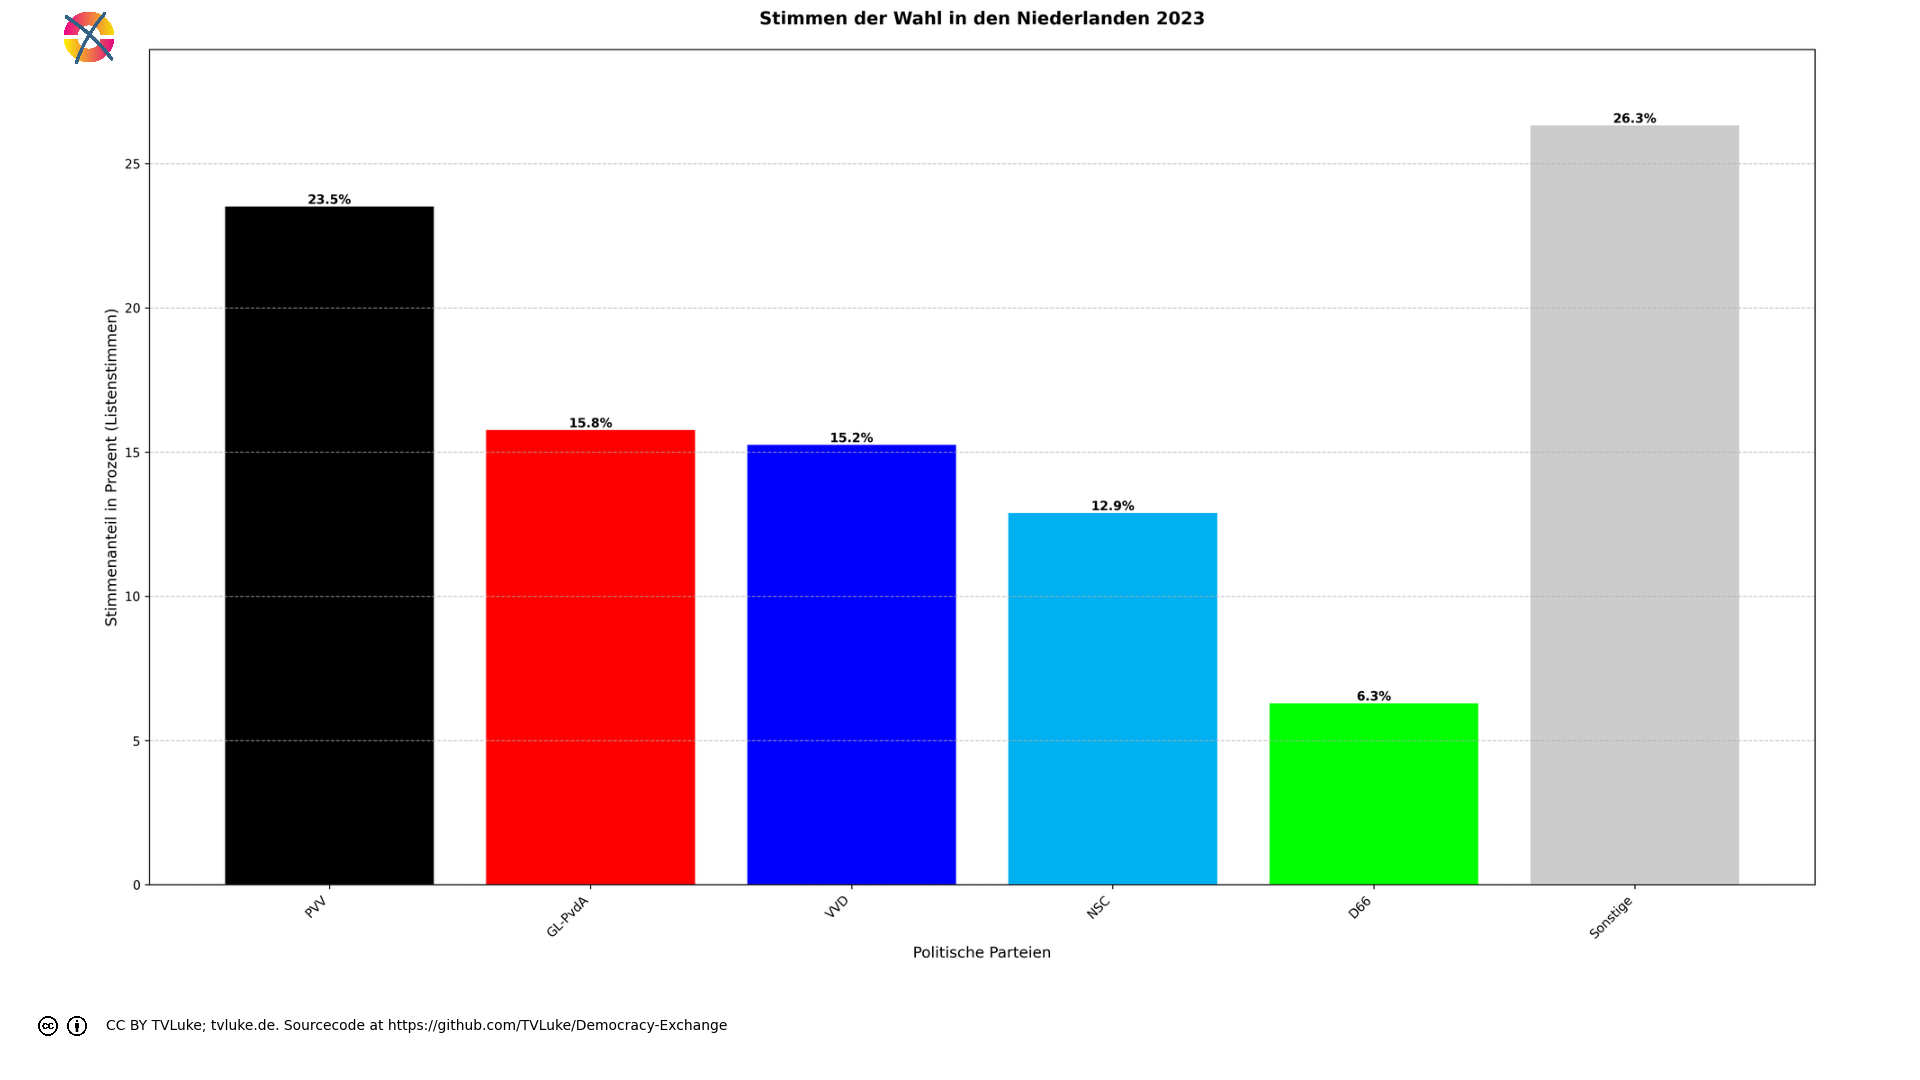 Stimmen der Wahl in den Niederlanden 2023
Stimmenanteil in Prozent (Listenstimmen)
25
20
15
10
5
0
23.5%
15.8%
15.2%
12.9%
6.3%
26.3%
PVV
GL-PvdA
VVD
NSC
D66
Sonstige
Politische Parteien
cc
CC BY TVLuke; tvluke.de. Sourcecode at https://github.com/TVLuke/Democracy-Exchange